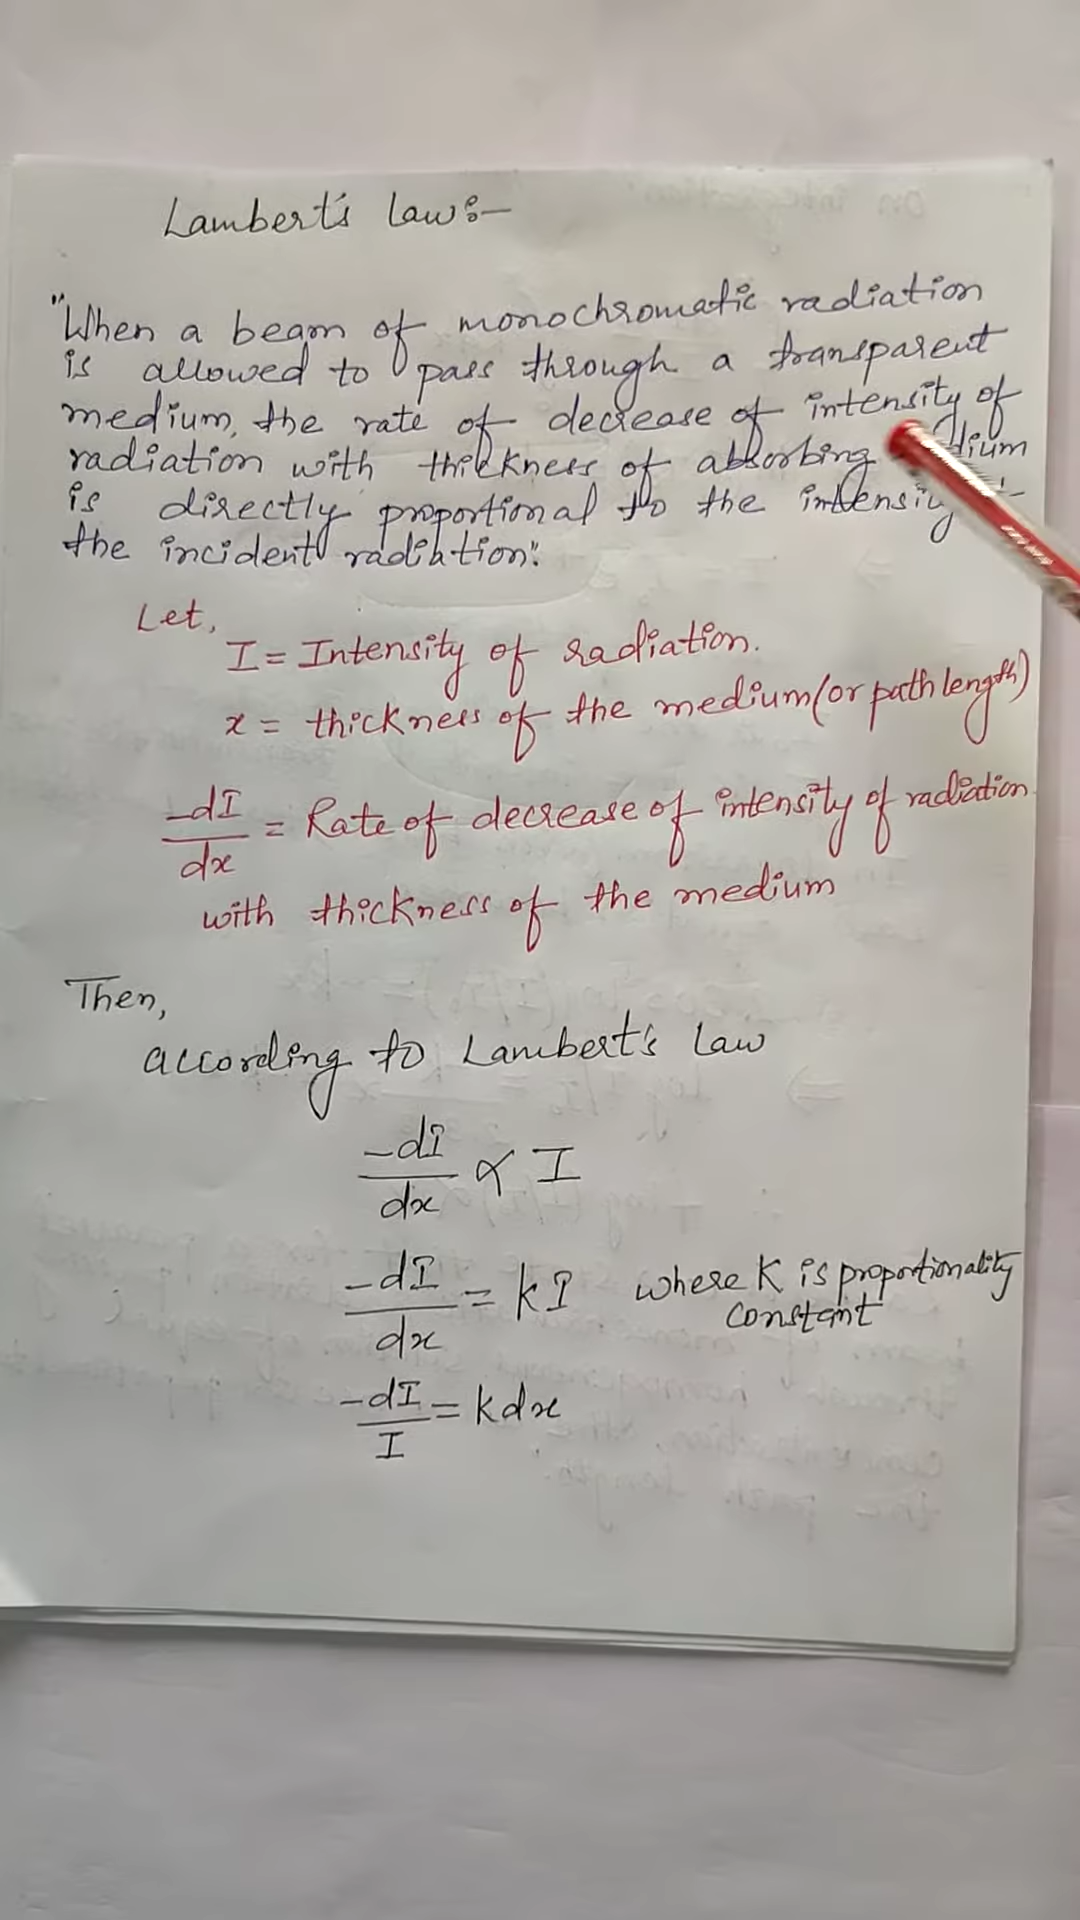 Lambert's Law:-
"When a beam of monochromatic radiation
is allowed to pass through a transparent
medium, the rate of decrease of intensity of
radiation with thickness of absorbing
is directly proportional to the
the incident radiation".
Let,
I = Intensity of radiation.
x = thickness of the medium (or path length)
-dI/dx = Rate of decrease of intensity of radiation
with thickness of the medium
Then,
according to Lambert's Law
-dI/dx ∝ I
-dI/dx = kI where K is proportionality
constant
-dI/I = kdx